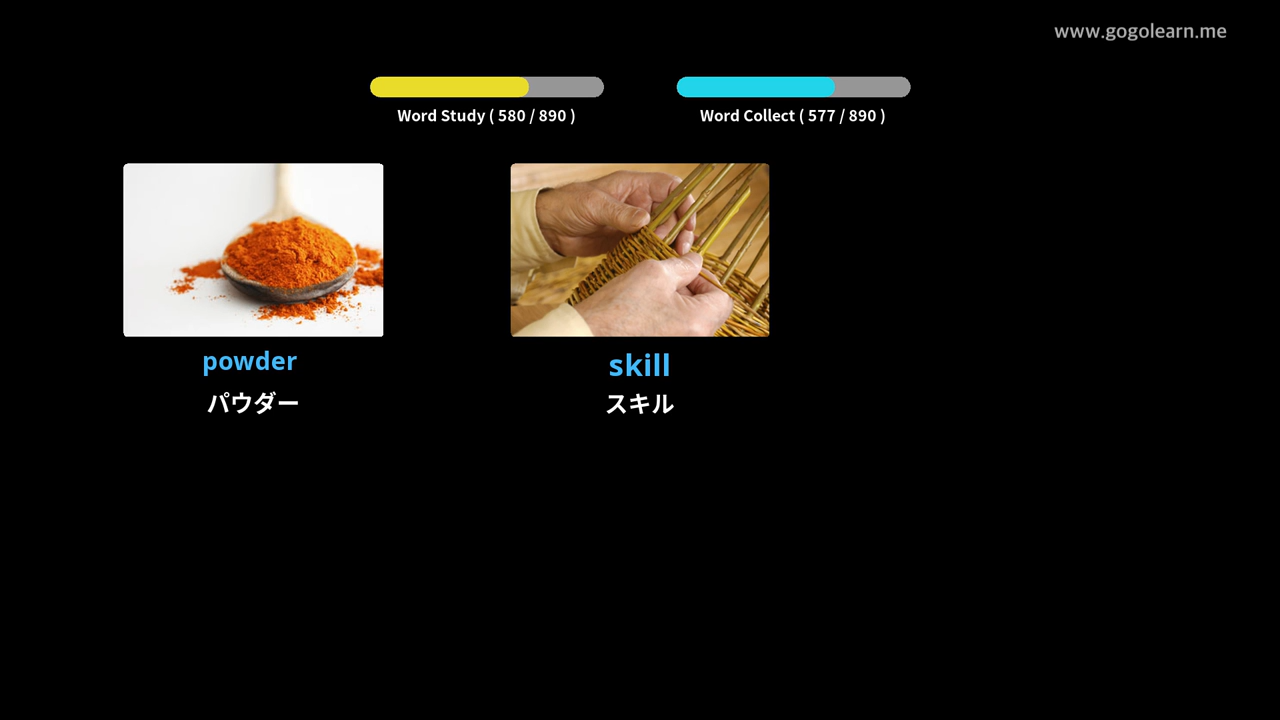 www.gogolearn.me
Word Study ( 580 / 890 )
Word Collect ( 577 / 890 )
powder
パウダー
skill
スキル